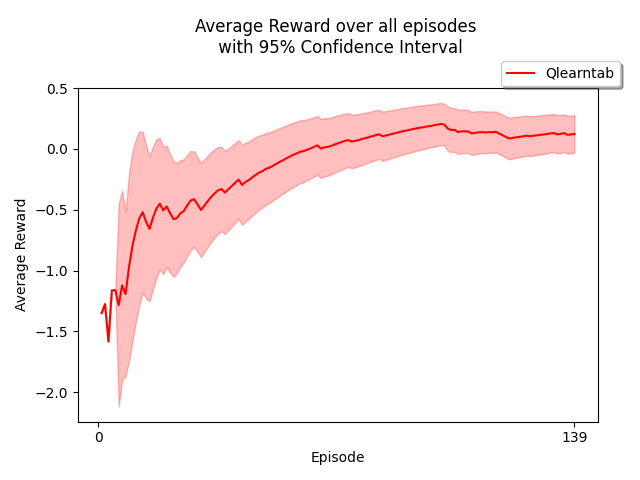 Average Reward over all episodes
with 95% Confidence Interval
Qlearntab
0.5
0.0
−0.5
−1.0
−1.5
−2.0
Average Reward
0
139
Episode